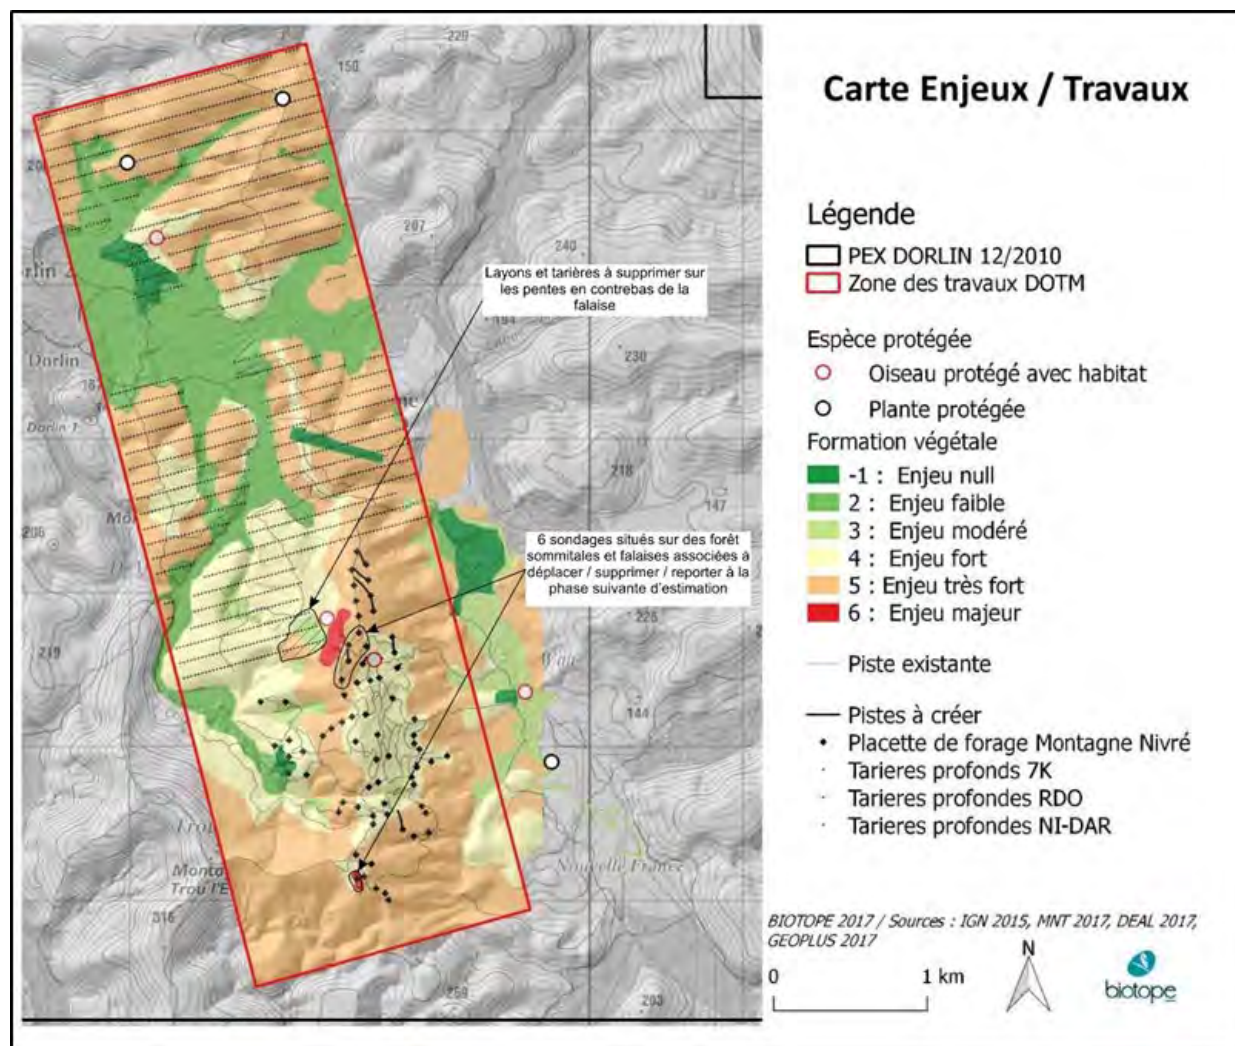 Carte Enjeux / Travaux
Légende
PEX DORLIN 12/2010
Zone des travaux DOTM
Espèce protégée
Oiseau protégé avec habitat
Plante protégée
Formation végétale
-1 : Enjeu null
2 : Enjeu faible
3 : Enjeu modéré
4 : Enjeu fort
5 : Enjeu très fort
6 : Enjeu majeur
Piste existante
Pistes à créer
Placette de forage Montagne Nivré
Tarieres profonds 7K
Tarieres profondes RDO
Tarieres profondes NI-DAR
BIOTOPE 2017 / Sources : IGN 2015, MNT 2017, DEAL 2017,
GEOPLUS 2017
0
1 km
N
biotope
Layons et tarières à supprimer sur
les pentes en contrebas de la
falaise
6 sondages situés sur des forêt
sommitales et falaises associées à
déplacer / supprimer / reporter à la
phase suivante d'estimation
220
150
207
240
194
230
Dorlin
Dorlin 1
218
147
226
219
144
Nouvelle France
Trou l'E
316
259
203